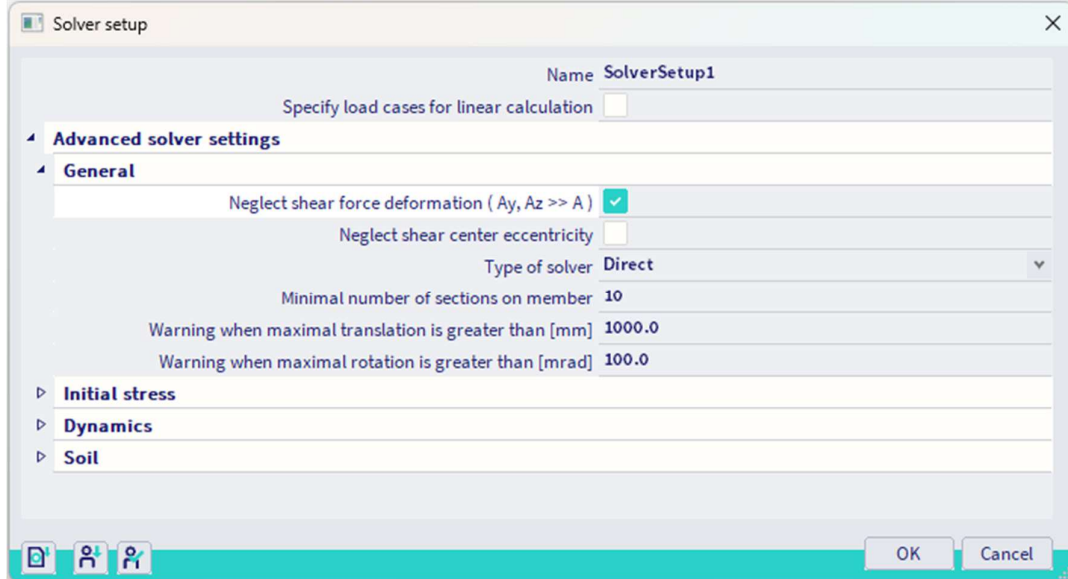 Solver setup
Name SolverSetup1
Specify load cases for linear calculation
Advanced solver settings
General
Neglect shear force deformation ( Ay, Az >> A )
Neglect shear center eccentricity
Type of solver Direct
Minimal number of sections on member 10
Warning when maximal translation is greater than [mm] 1000.0
Warning when maximal rotation is greater than [mrad] 100.0
Initial stress
Dynamics
Soil
OK Cancel